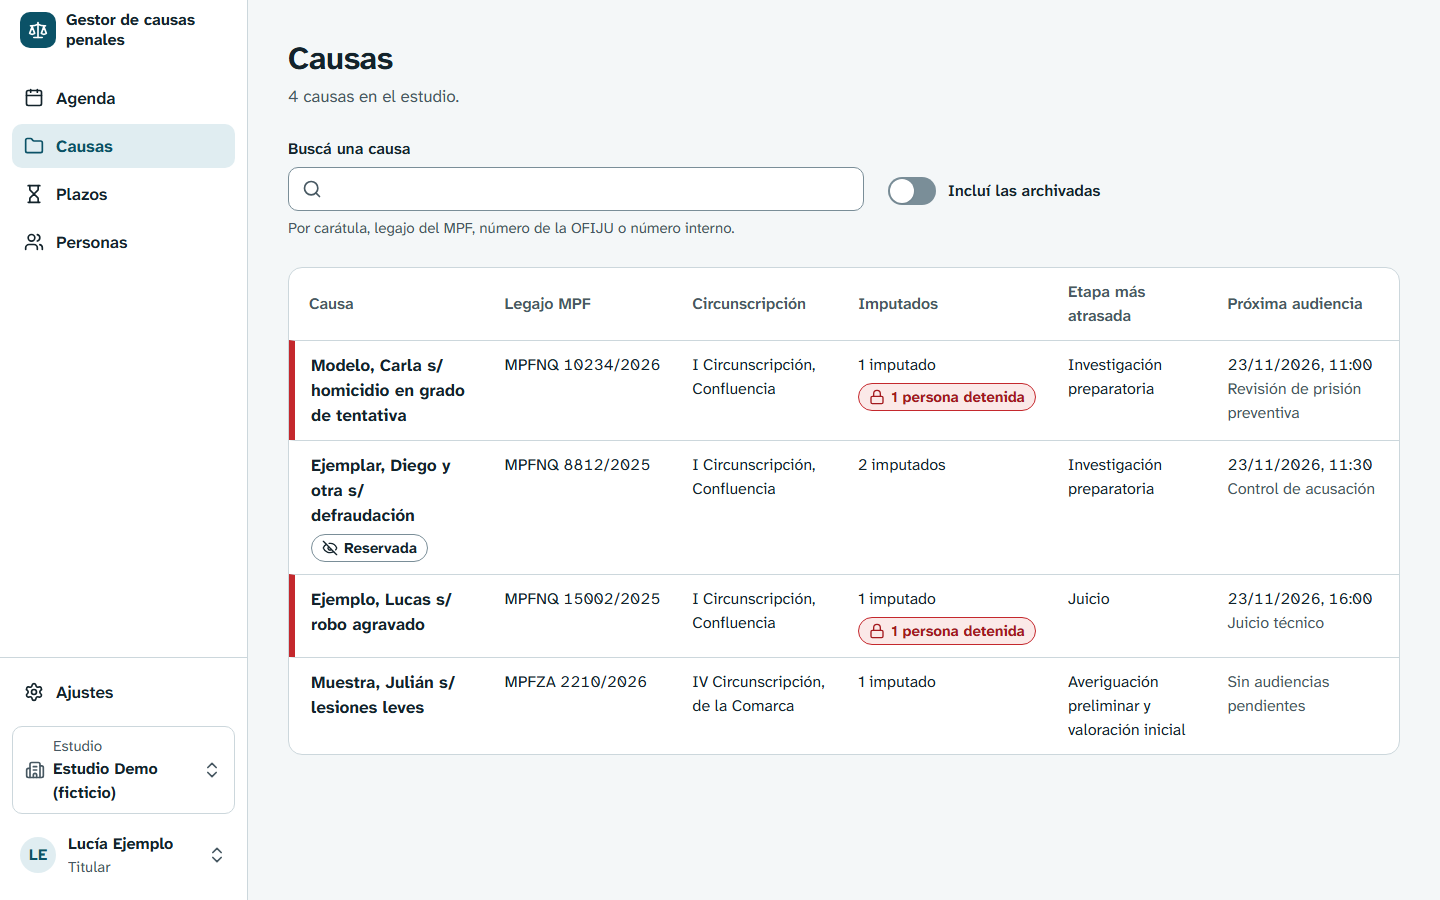 Gestor de causas
penales
Agenda
Causas
Plazos
Personas
Ajustes
Estudio
Estudio Demo
(ficticio)
LE
Lucía Ejemplo
Titular
Causas
4 causas en el estudio.
Buscá una causa
Incluí las archivadas
Por carátula, legajo del MPF, número de la OFIJU o número interno.
Causa
Legajo MPF
Circunscripción
Imputados
Etapa más
atrasada
Próxima audiencia
Modelo, Carla s/
homicidio en grado
de tentativa
MPFNQ 10234/2026
I Circunscripción,
Confluencia
1 imputado
1 persona detenida
Investigación
preparatoria
23/11/2026, 11:00
Revisión de prisión
preventiva
Ejemplar, Diego y
otra s/
defraudación
Reservada
MPFNQ 8812/2025
I Circunscripción,
Confluencia
2 imputados
Investigación
preparatoria
23/11/2026, 11:30
Control de acusación
Ejemplo, Lucas s/
robo agravado
MPFNQ 15002/2025
I Circunscripción,
Confluencia
1 imputado
1 persona detenida
Juicio
23/11/2026, 16:00
Juicio técnico
Muestra, Julián s/
lesiones leves
MPFZA 2210/2026
IV Circunscripción,
de la Comarca
1 imputado
Averiguación
preliminar y
valoración inicial
Sin audiencias
pendientes